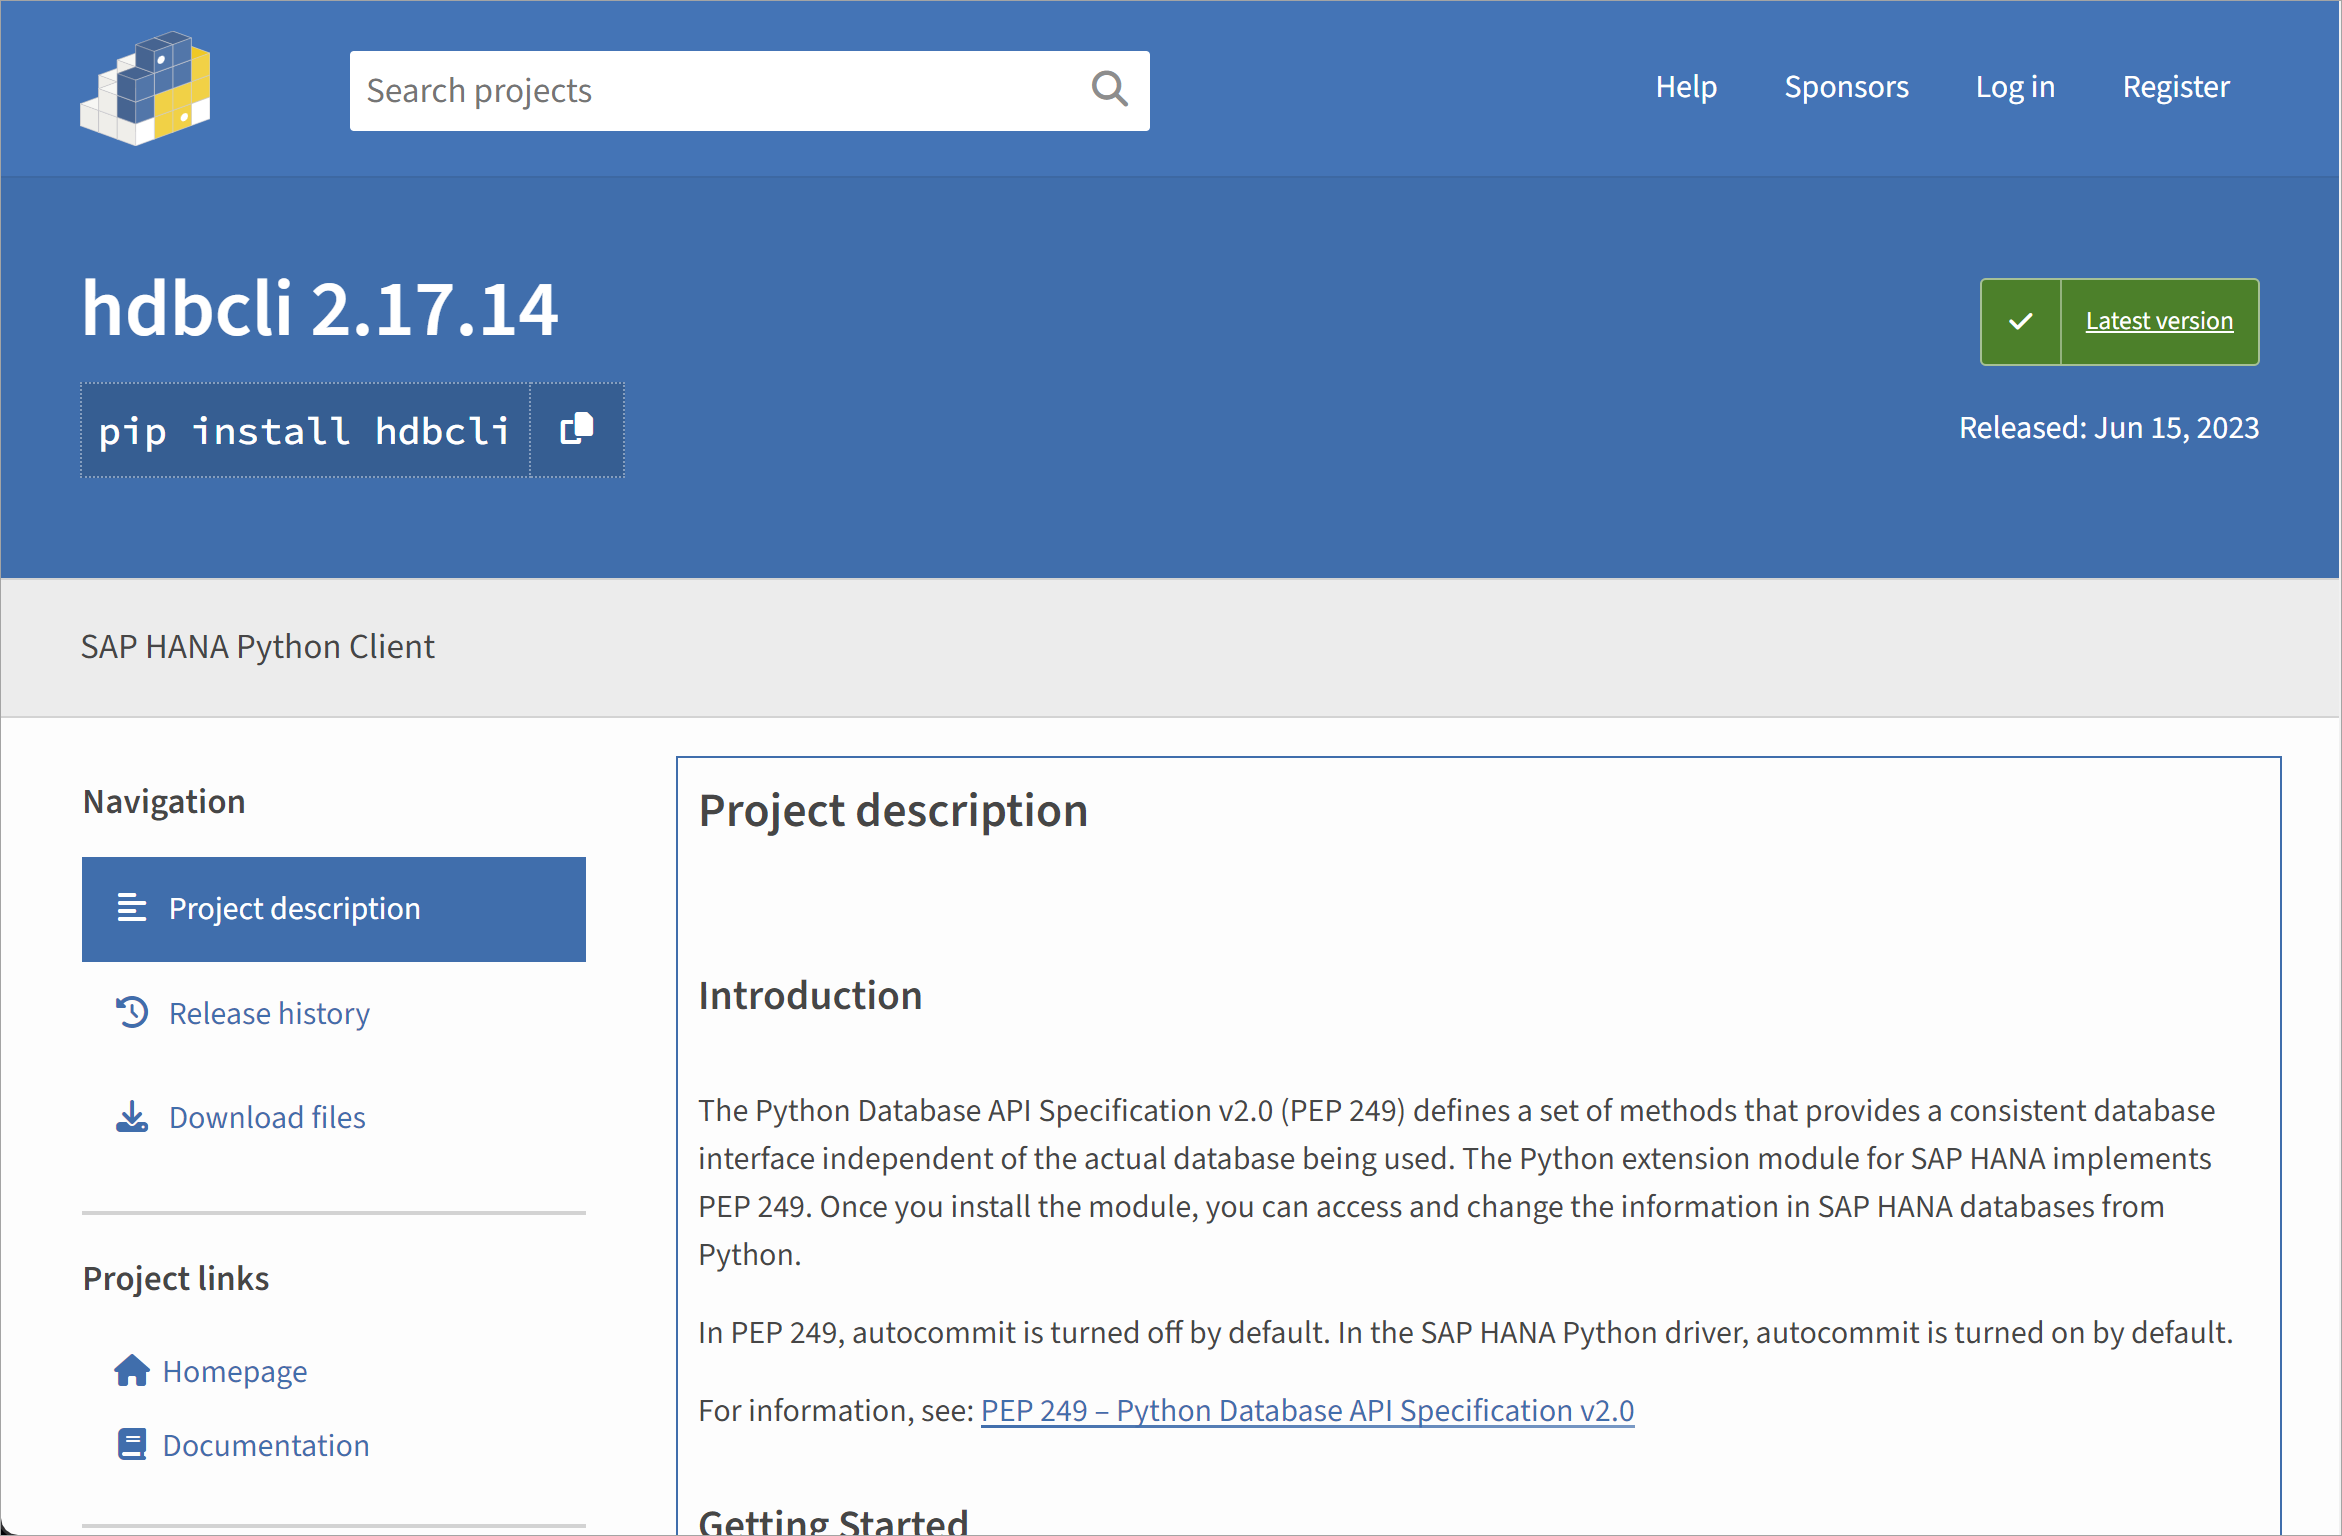 Search projects
Help
Sponsors
Log in
Register
hdbcli 2.17.14
pip install hdbcli
Latest version
Released: Jun 15, 2023
SAP HANA Python Client
Navigation
Project description
Release history
Download files
Project links
Homepage
Documentation
Project description
Introduction
The Python Database API Specification v2.0 (PEP 249) defines a set of methods that provides a consistent database
interface independent of the actual database being used. The Python extension module for SAP HANA implements
PEP 249. Once you install the module, you can access and change the information in SAP HANA databases from
Python.
In PEP 249, autocommit is turned off by default. In the SAP HANA Python driver, autocommit is turned on by default.
For information, see: PEP 249 – Python Database API Specification v2.0
Getting Started